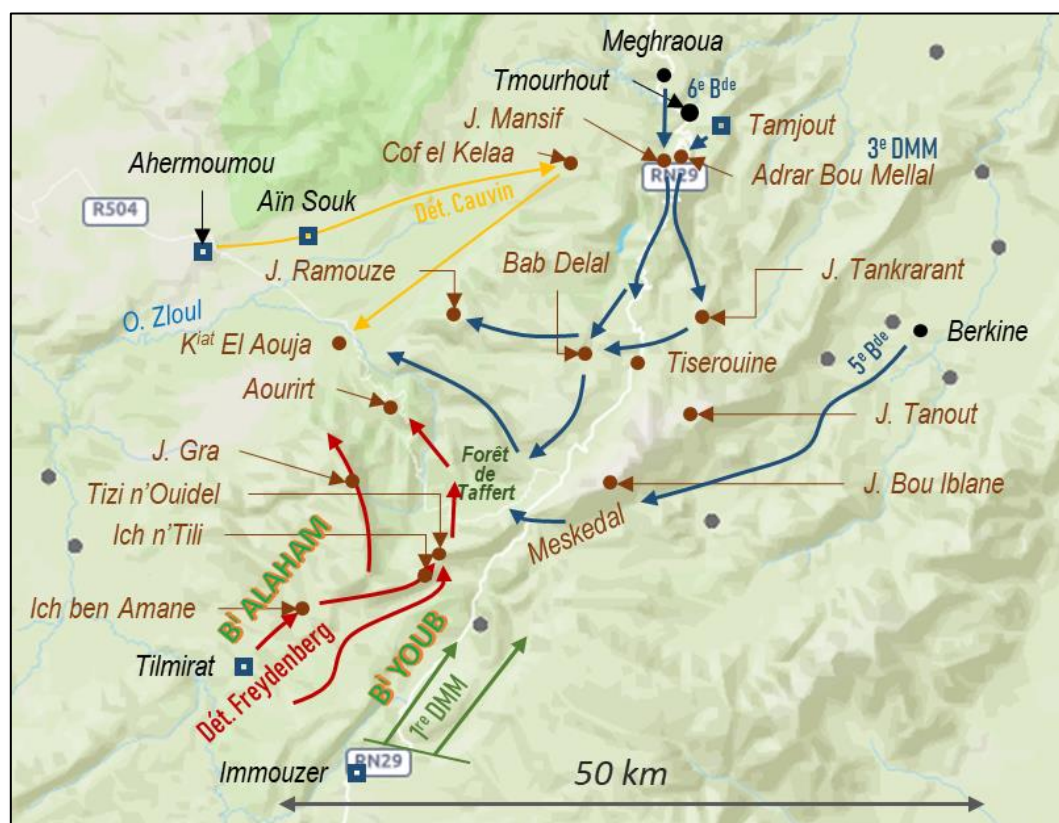 Meghraoua
Tmourhout
6e Bde
J. Mansif
Tamjout
Cof el Kelaa
3e DMM
Ahermoumou
RN29
Adrar Bou Mellal
R504
Aïn Souk
Dét. Cauvin
J. Ramouze
Bab Delal
J. Tankrarant
O. Zloul
Kiat El Aouja
5e Bde
Berkine
Tiserouine
Aourirt
J. Tanout
J. Gra
Forêt
de
Taffert
Tizi n'Ouidel
J. Bou Iblane
Ich n'Tili
Meskedal
BI ALAHAM
Ich ben Amane
BI YOUB
Tilmirat
Dét. Freydenberg
1re DMM
Immouzer
RN29
50 km